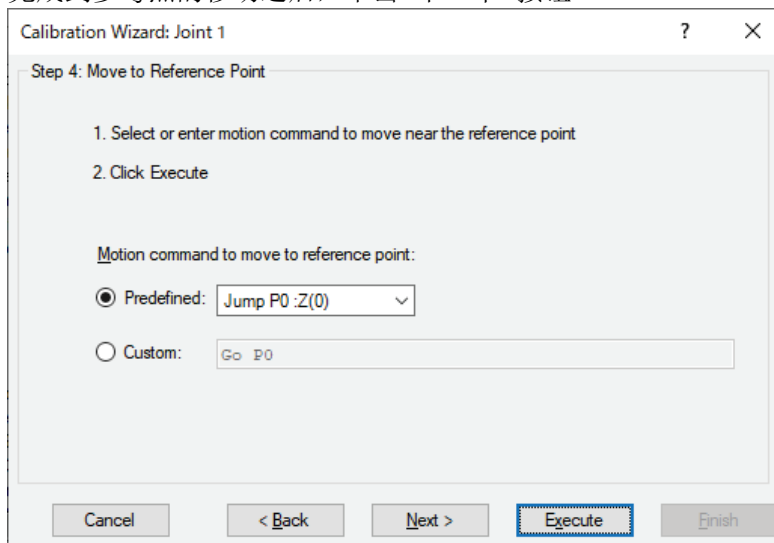 Calibration Wizard: Joint 1 ? ×
Step 4: Move to Reference Point
1. Select or enter motion command to move near the reference point
2. Click Execute
Motion command to move to reference point:
Predefined: Jump P0 :Z(0)
Custom: Go P0
Cancel < Back Next > Execute Finish